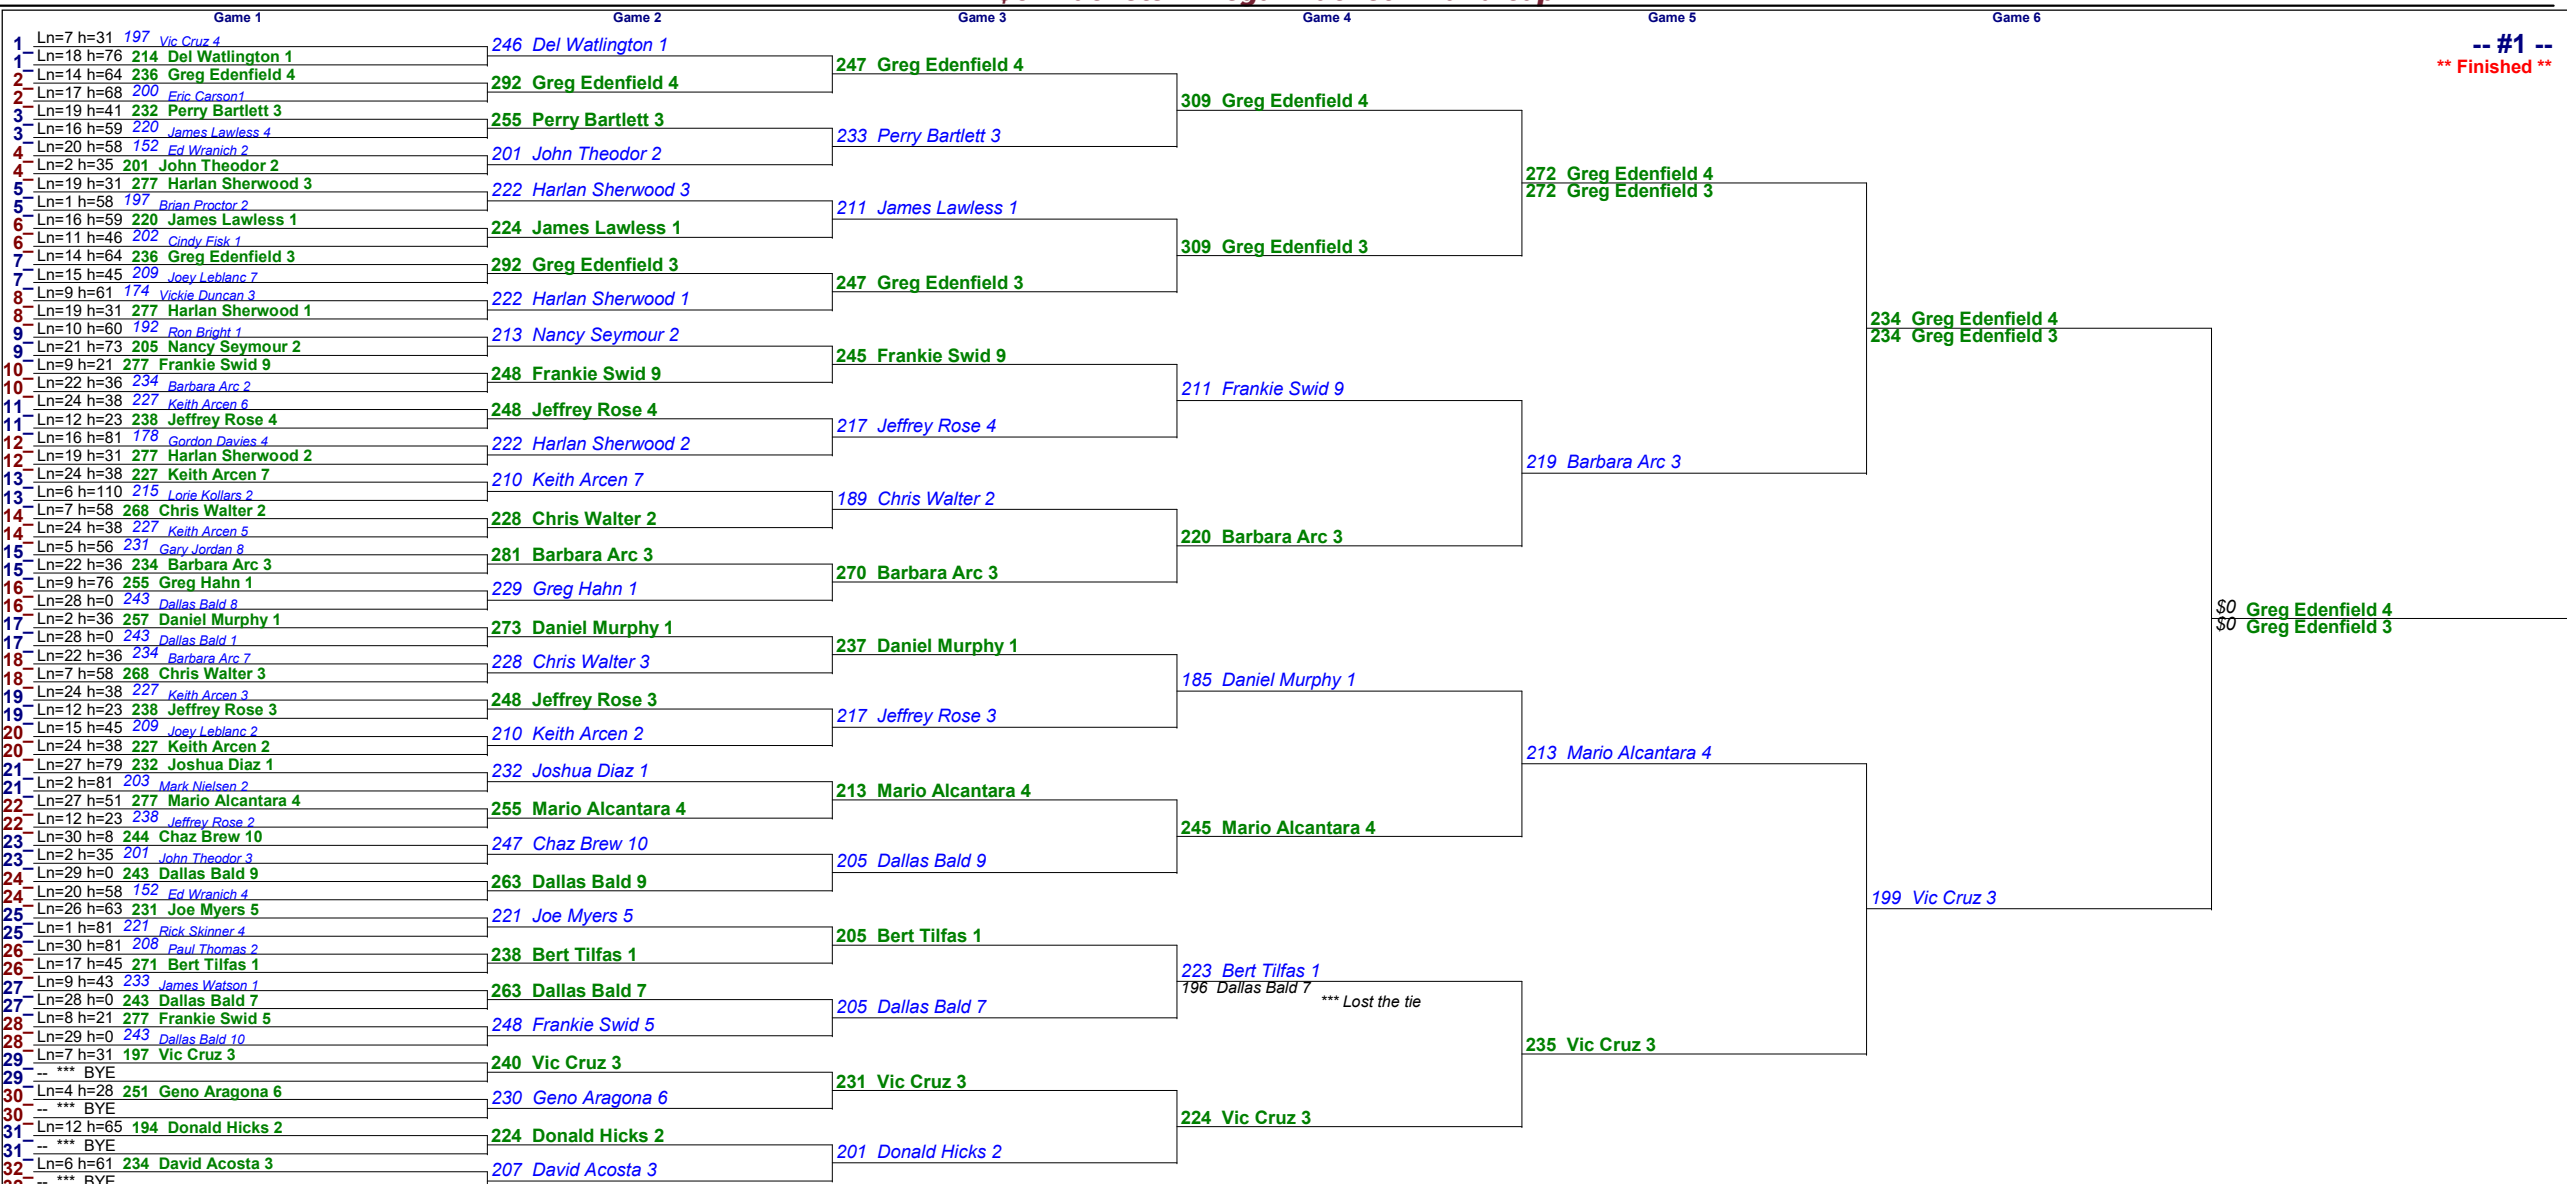 Game 1 Game 2 Game 3 Game 4 Game 5 Game 6
-- #1 --
** Finished **
1 Ln=7 h=31 197 Vic Cruz 4
1 Ln=18 h=76 214 Del Watlington 1
2 Ln=14 h=64 236 Greg Edenfield 4
2 Ln=17 h=68 200 Eric Carson1
3 Ln=19 h=41 232 Perry Bartlett 3
3 Ln=16 h=59 220 James Lawless 4
4 Ln=20 h=58 152 Ed Wranich 2
4 Ln=2 h=35 201 John Theodor 2
5 Ln=19 h=31 277 Harlan Sherwood 3
5 Ln=1 h=58 197 Brian Proctor 2
6 Ln=16 h=59 220 James Lawless 1
6 Ln=11 h=46 202 Cindy Fisk 1
7 Ln=14 h=64 236 Greg Edenfield 3
7 Ln=15 h=45 209 Joey Leblanc 7
8 Ln=9 h=61 174 Vickie Duncan 3
8 Ln=19 h=31 277 Harlan Sherwood 1
9 Ln=10 h=60 192 Ron Bright 1
9 Ln=21 h=73 205 Nancy Seymour 2
10 Ln=9 h=21 277 Frankie Swid 9
10 Ln=22 h=36 234 Barbara Arc 2
11 Ln=24 h=38 227 Keith Arcen 6
11 Ln=12 h=23 238 Jeffrey Rose 4
12 Ln=16 h=81 178 Gordon Davies 4
12 Ln=19 h=31 277 Harlan Sherwood 2
13 Ln=24 h=38 227 Keith Arcen 7
13 Ln=6 h=110 215 Lorie Kollars 2
14 Ln=7 h=58 268 Chris Walter 2
14 Ln=24 h=38 227 Keith Arcen 5
15 Ln=5 h=56 231 Gary Jordan 8
15 Ln=22 h=36 234 Barbara Arc 3
16 Ln=9 h=76 255 Greg Hahn 1
16 Ln=28 h=0 243 Dallas Bald 8
17 Ln=2 h=36 257 Daniel Murphy 1
17 Ln=28 h=0 243 Dallas Bald 1
18 Ln=22 h=36 234 Barbara Arc 7
18 Ln=7 h=58 268 Chris Walter 3
19 Ln=24 h=38 227 Keith Arcen 3
19 Ln=12 h=23 238 Jeffrey Rose 3
20 Ln=15 h=45 209 Joey Leblanc 2
20 Ln=24 h=38 227 Keith Arcen 2
21 Ln=27 h=79 232 Joshua Diaz 1
21 Ln=2 h=81 203 Mark Nielsen 2
22 Ln=27 h=51 277 Mario Alcantara 4
22 Ln=12 h=23 238 Jeffrey Rose 2
23 Ln=30 h=8 244 Chaz Brew 10
23 Ln=2 h=35 201 John Theodor 3
24 Ln=29 h=0 243 Dallas Bald 9
24 Ln=20 h=58 152 Ed Wranich 4
25 Ln=26 h=63 231 Joe Myers 5
25 Ln=1 h=81 221 Rick Skinner 4
26 Ln=30 h=81 208 Paul Thomas 2
26 Ln=17 h=45 271 Bert Tilfas 1
27 Ln=9 h=43 233 James Watson 1
27 Ln=28 h=0 243 Dallas Bald 7
28 Ln=8 h=21 277 Frankie Swid 5
28 Ln=29 h=0 243 Dallas Bald 10
29 Ln=7 h=31 197 Vic Cruz 3
29 -- *** BYE
30 Ln=4 h=28 251 Geno Aragona 6
30 -- *** BYE
31 Ln=12 h=65 194 Donald Hicks 2
31 -- *** BYE
32 Ln=6 h=61 234 David Acosta 3
-- *** BYE
246 Del Watlington 1
292 Greg Edenfield 4
255 Perry Bartlett 3
201 John Theodor 2
222 Harlan Sherwood 3
224 James Lawless 1
292 Greg Edenfield 3
222 Harlan Sherwood 1
213 Nancy Seymour 2
248 Frankie Swid 9
248 Jeffrey Rose 4
222 Harlan Sherwood 2
210 Keith Arcen 7
228 Chris Walter 2
281 Barbara Arc 3
229 Greg Hahn 1
273 Daniel Murphy 1
228 Chris Walter 3
248 Jeffrey Rose 3
210 Keith Arcen 2
232 Joshua Diaz 1
255 Mario Alcantara 4
247 Chaz Brew 10
263 Dallas Bald 9
221 Joe Myers 5
238 Bert Tilfas 1
263 Dallas Bald 7
248 Frankie Swid 5
240 Vic Cruz 3
230 Geno Aragona 6
224 Donald Hicks 2
207 David Acosta 3
247 Greg Edenfield 4
233 Perry Bartlett 3
211 James Lawless 1
247 Greg Edenfield 3
245 Frankie Swid 9
217 Jeffrey Rose 4
189 Chris Walter 2
270 Barbara Arc 3
237 Daniel Murphy 1
217 Jeffrey Rose 3
213 Mario Alcantara 4
205 Dallas Bald 9
205 Bert Tilfas 1
205 Dallas Bald 7
231 Vic Cruz 3
201 Donald Hicks 2
309 Greg Edenfield 4
309 Greg Edenfield 3
211 Frankie Swid 9
220 Barbara Arc 3
185 Daniel Murphy 1
245 Mario Alcantara 4
223 Bert Tilfas 1
196 Dallas Bald 7
*** Lost the tie
224 Vic Cruz 3
272 Greg Edenfield 4
272 Greg Edenfield 3
219 Barbara Arc 3
213 Mario Alcantara 4
235 Vic Cruz 3
234 Greg Edenfield 4
234 Greg Edenfield 3
199 Vic Cruz 3
$0 Greg Edenfield 4
$0 Greg Edenfield 3